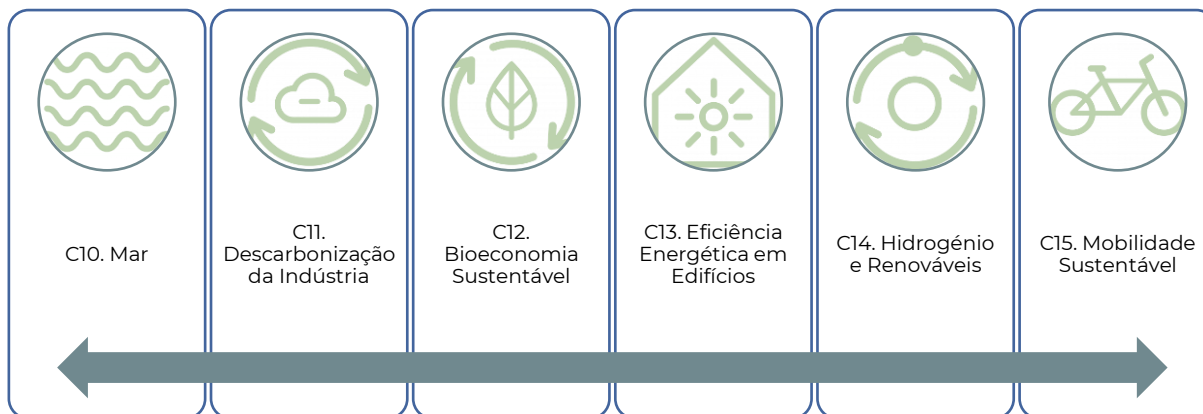 C10. Mar
C11.
Descarbonização
da Indústria
C12.
Bioeconomia
Sustentável
C13. Eficiência
Energética em
Edifícios
C14. Hidrogénio
e Renováveis
C15. Mobilidade
Sustentável